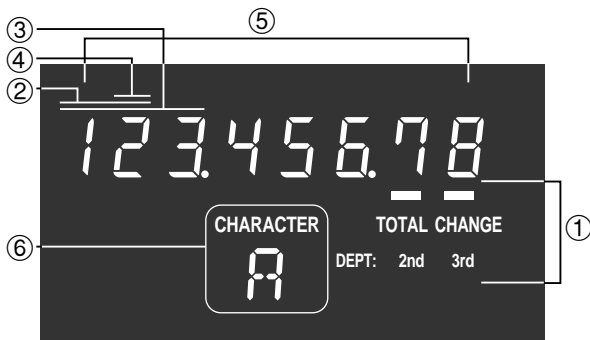 ③ ⑤
④
②
123.456.78
CHARACTER TOTAL CHANGE ①
⑥ A DEPT: 2nd 3rd